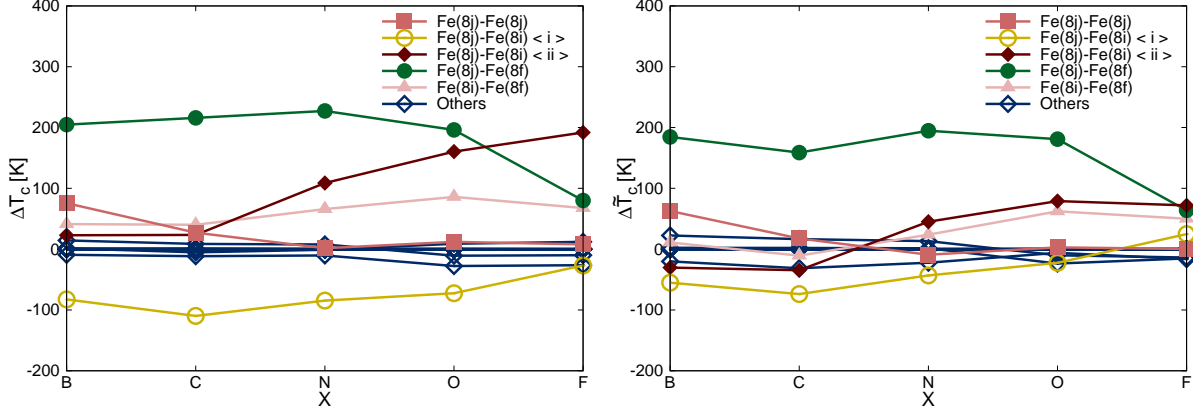 ΔT_c [K]
400
300
200
100
0
-100
-200
B C N O F
X
Fe(8j)-Fe(8j)
Fe(8j)-Fe(8i) < i >
Fe(8j)-Fe(8i) < ii >
Fe(8j)-Fe(8f)
Fe(8i)-Fe(8f)
Others
ΔT̃_c [K]
400
300
200
100
0
-100
-200
B C N O F
X
Fe(8j)-Fe(8j)
Fe(8j)-Fe(8i) < i >
Fe(8j)-Fe(8i) < ii >
Fe(8j)-Fe(8f)
Fe(8i)-Fe(8f)
Others